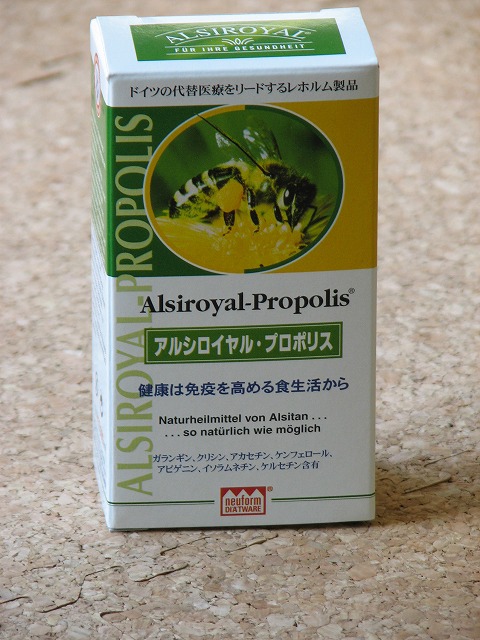 ALSIROYAL®
FÜR IHRE GESUNDHEIT
ドイツの代替医療をリードするレホルム製品
ALSIROYAL-PROPOLIS
Alsiroyal-Propolis®
アルシロイヤル・プロポリス
健康は免疫を高める食生活から
Naturheilmittel von Alsitan . . .
. . . so natürlich wie möglich
ガランギン、クリシン、アカセチン、ケンフェロール、
アピゲニン、イソラムネチン、ケルセチン含有
neuform®
DIÄTWARE